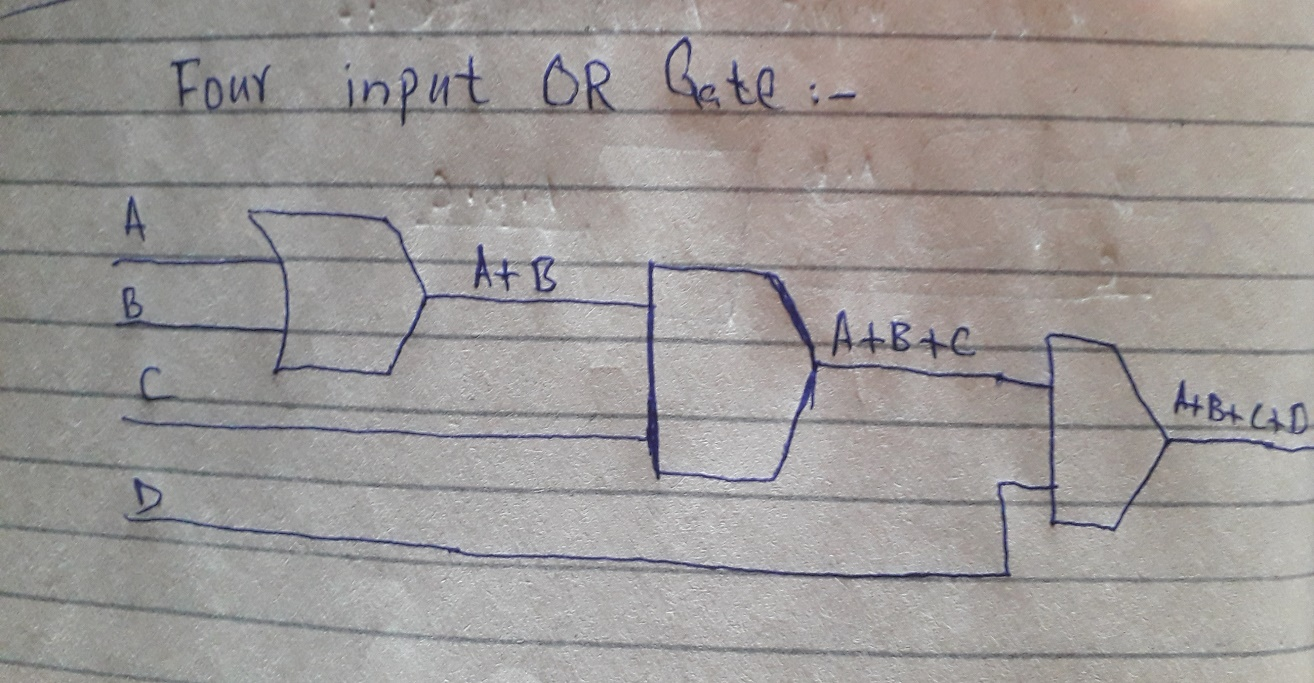 Four input OR Gate :-
A
A+B
B
A+B+C
C
A+B+C+D
D